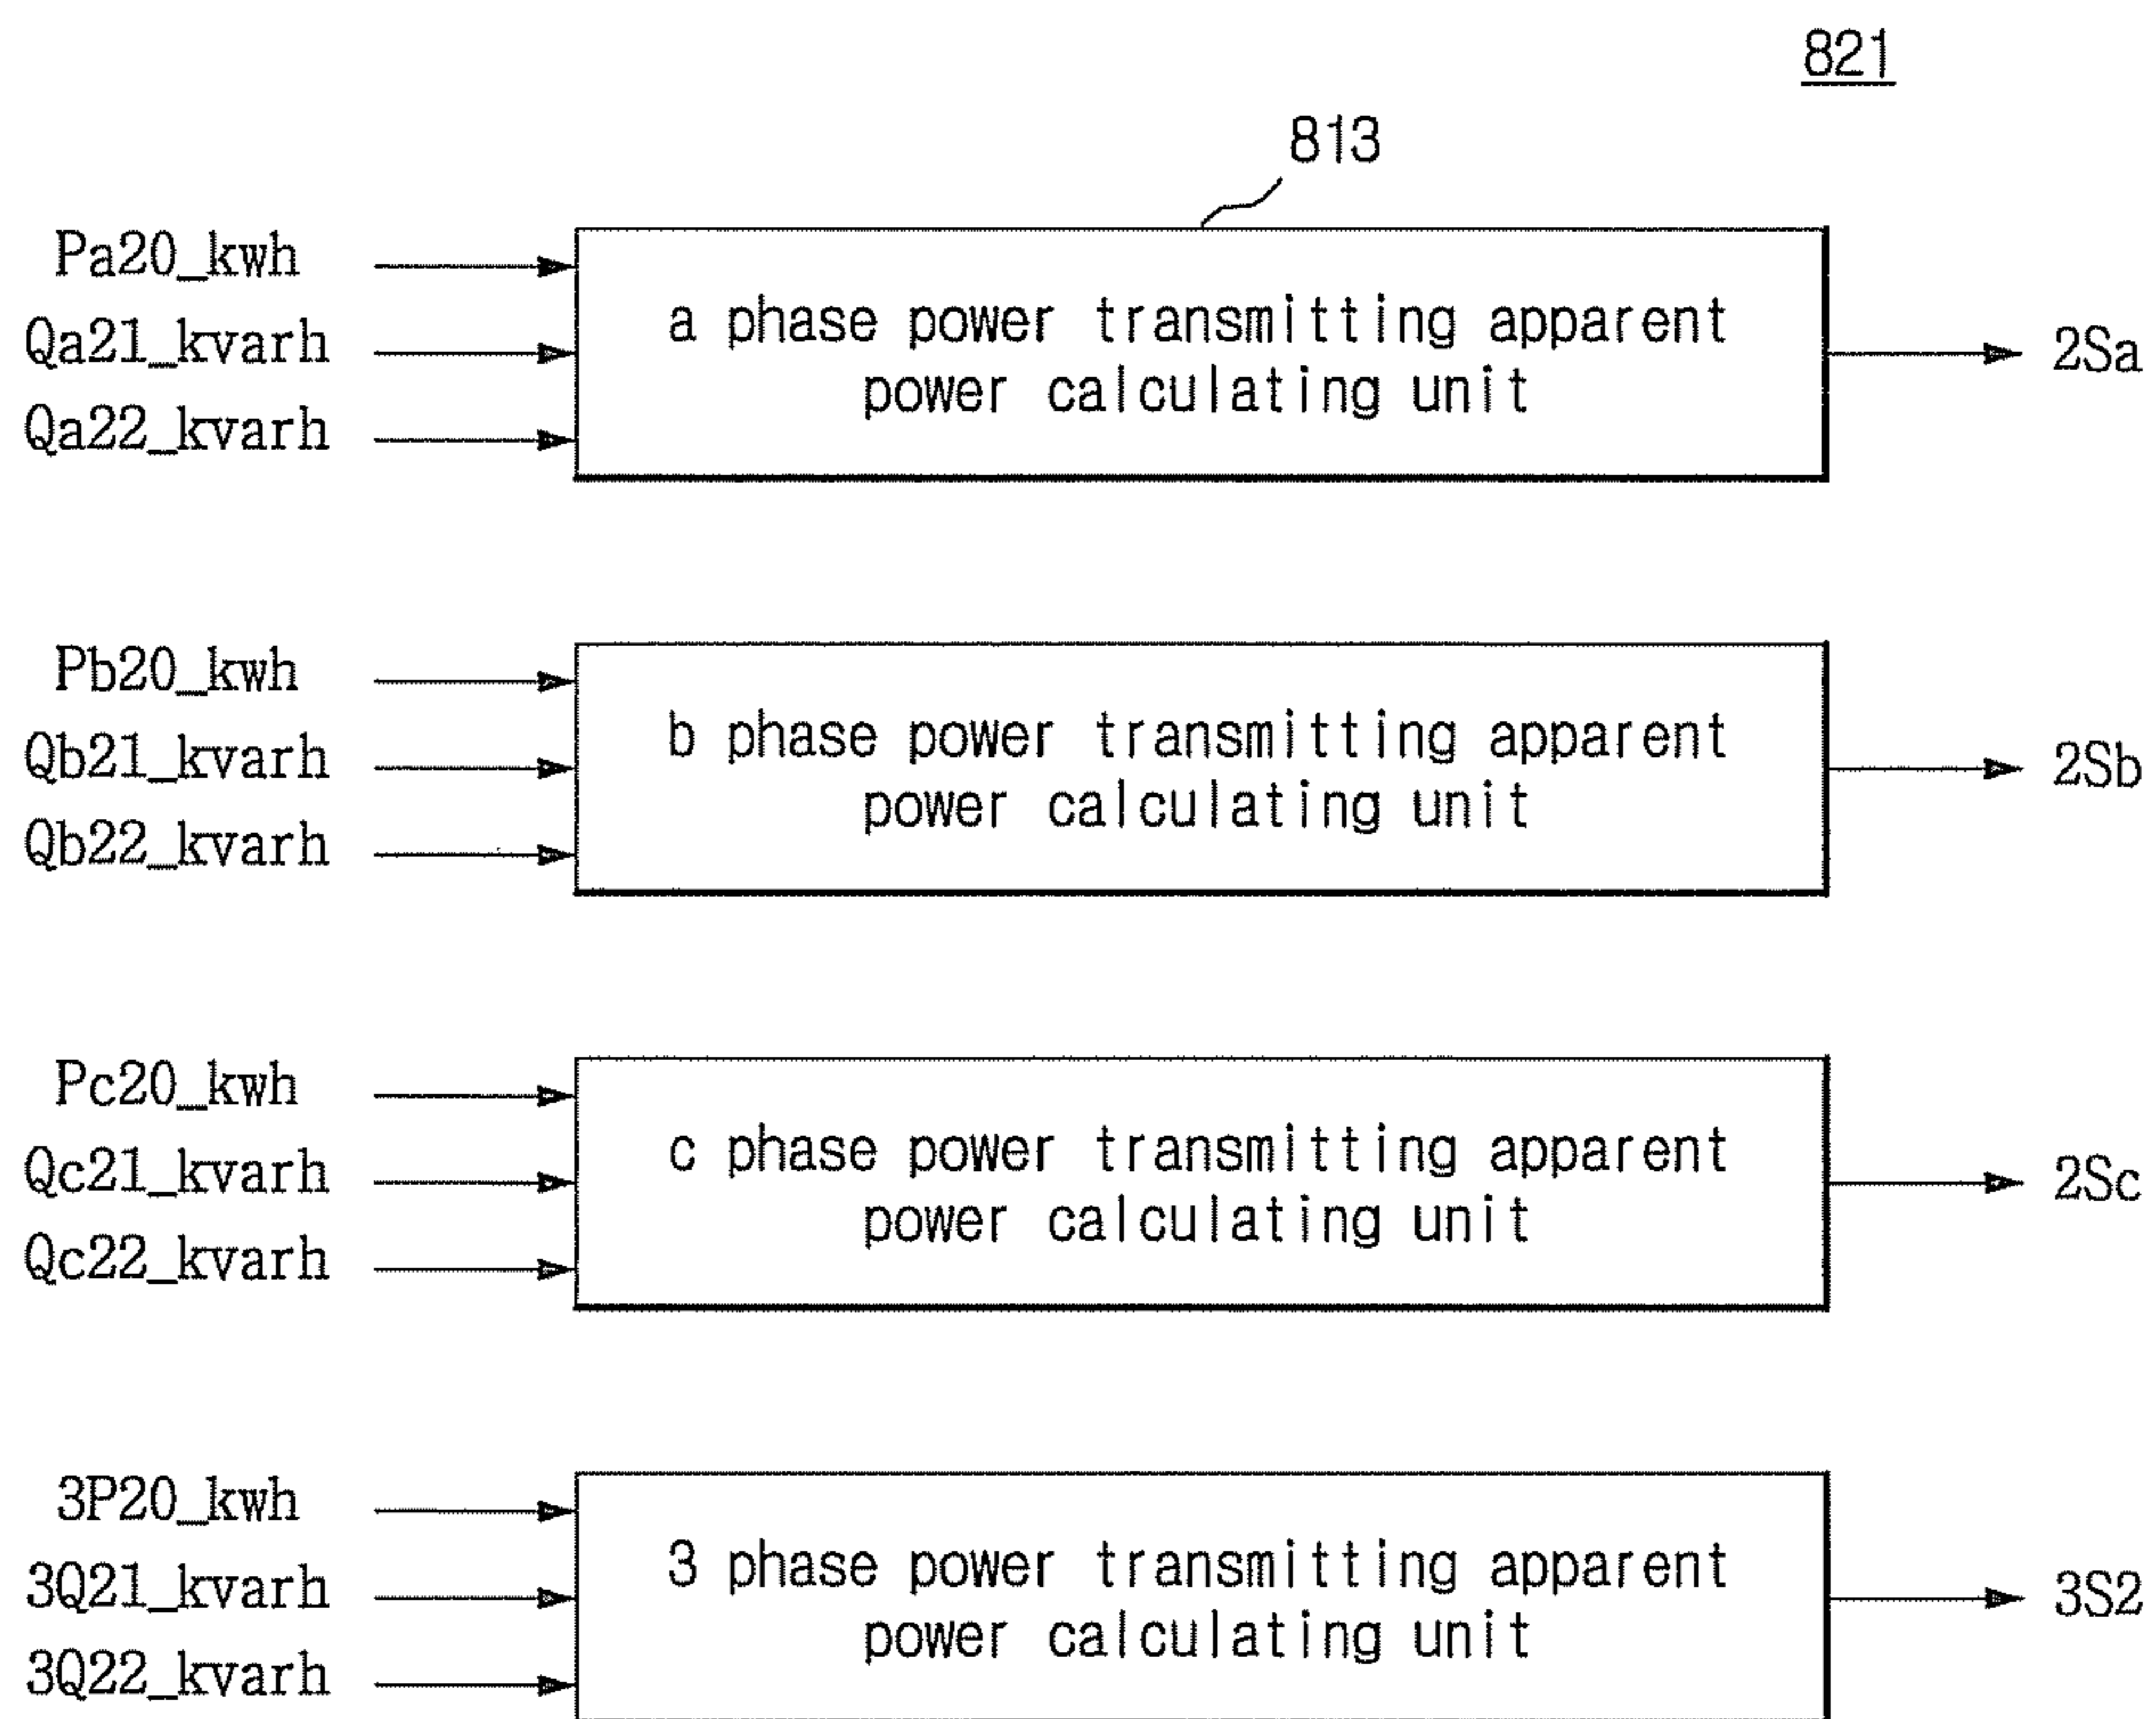 821
813
Pa20_kwh
Qa21_kvarh
Qa22_kvarh
a phase power transmitting apparent
power calculating unit
2Sa
Pb20_kwh
Qb21_kvarh
Qb22_kvarh
b phase power transmitting apparent
power calculating unit
2Sb
Pc20_kwh
Qc21_kvarh
Qc22_kvarh
c phase power transmitting apparent
power calculating unit
2Sc
3P20_kwh
3Q21_kvarh
3Q22_kvarh
3 phase power transmitting apparent
power calculating unit
3S2